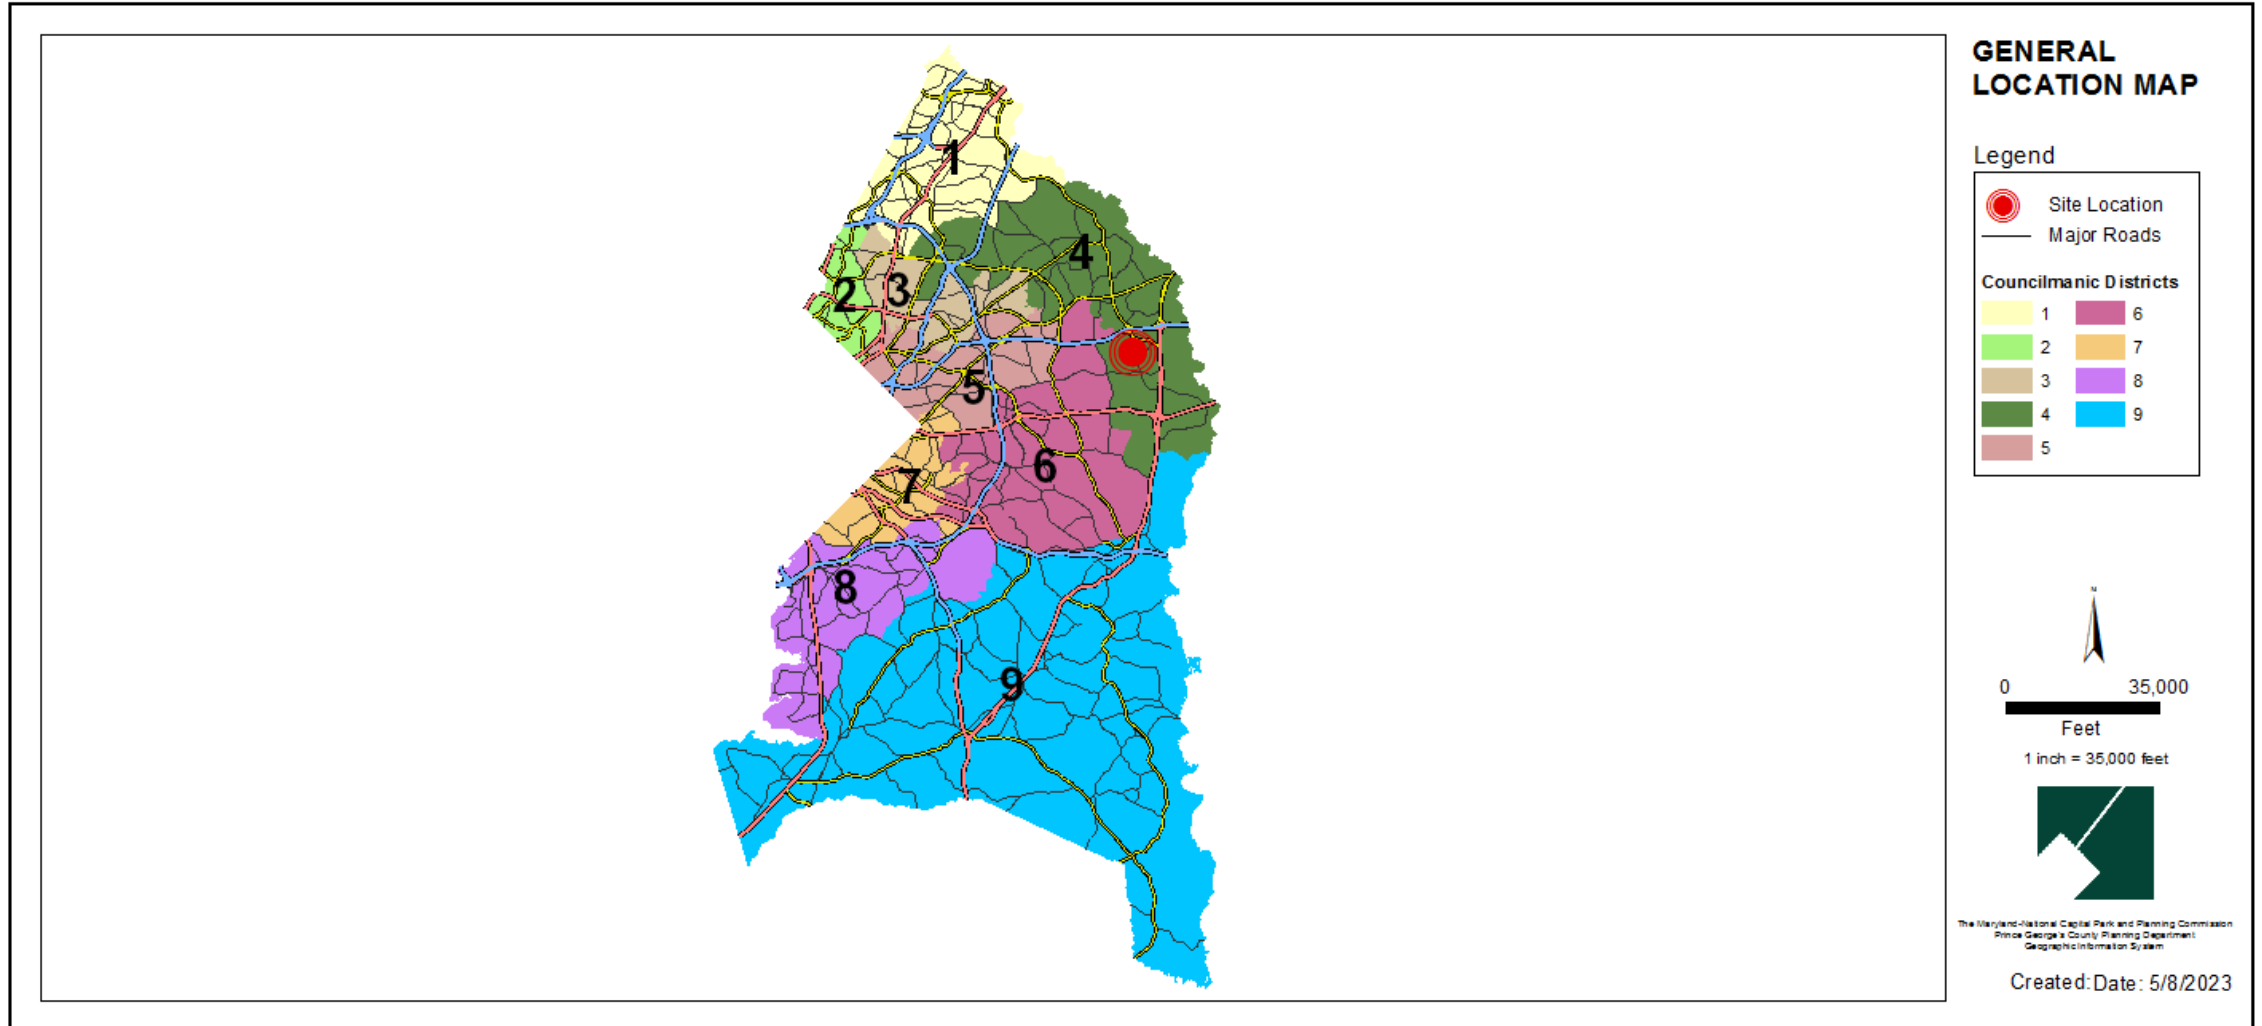 GENERAL
LOCATION MAP
Legend
Site Location
Major Roads
Councilmanic Districts
1 6
2 7
3 8
4 9
5
1
2
3
4
5
6
7
8
9
N
0 35,000
Feet
1 inch = 35,000 feet
The Maryland-National Capital Park and Planning Commission
Prince George's County Planning Department
Geographic Information System
Created: Date: 5/8/2023